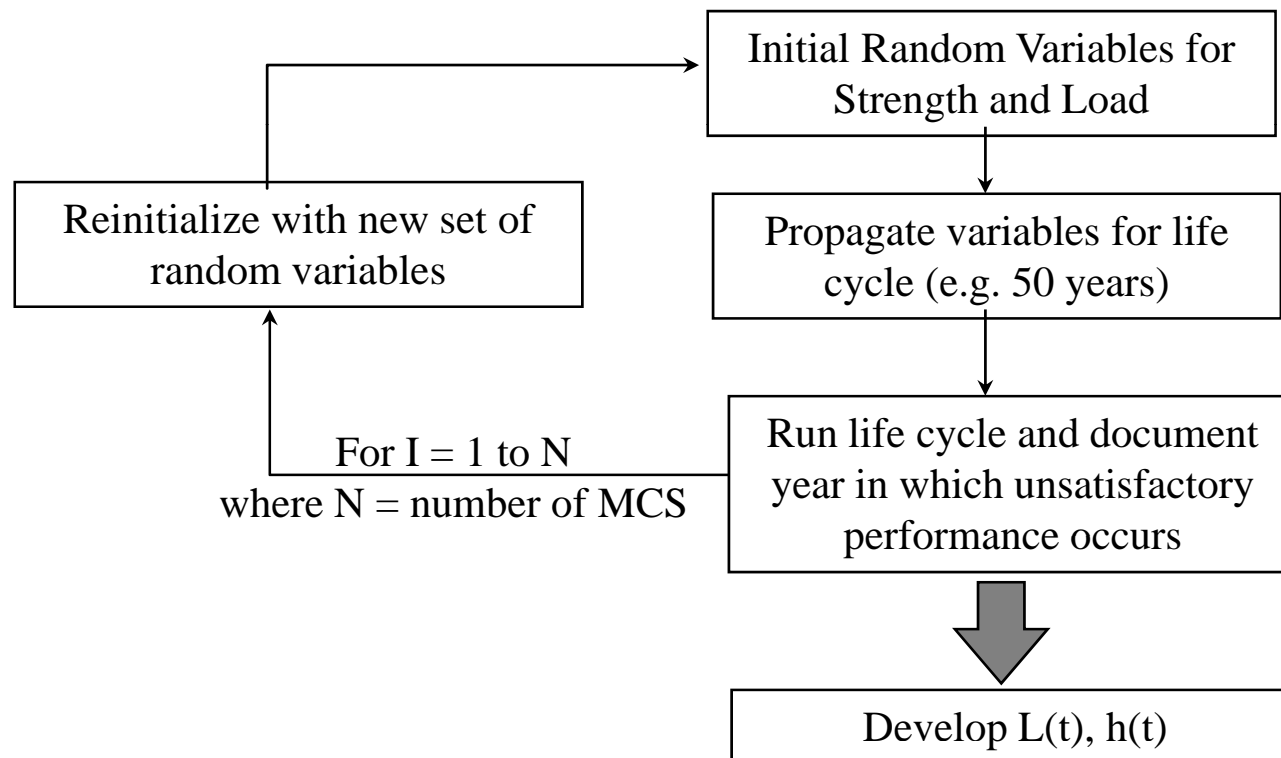 Initial Random Variables for
Strength and Load
Reinitialize with new set of
random variables
Propagate variables for life
cycle (e.g. 50 years)
For I = 1 to N
where N = number of MCS
Run life cycle and document
year in which unsatisfactory
performance occurs
Develop L(t), h(t)